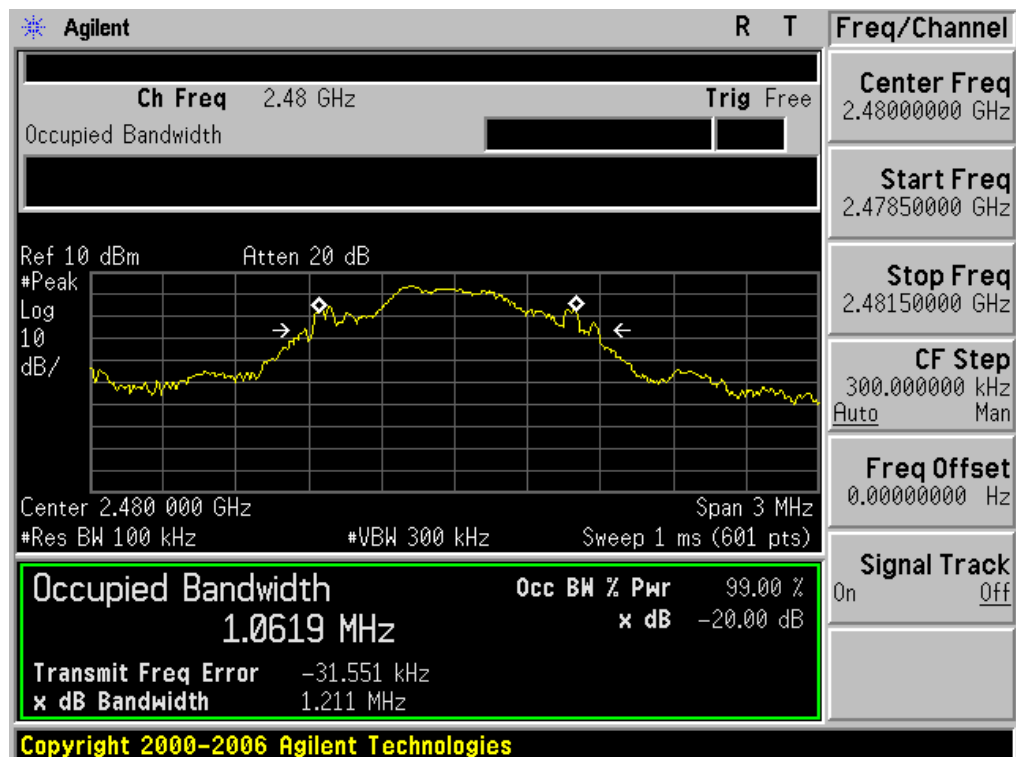 Agilent R T
Ch Freq 2.48 GHz Trig Free
Occupied Bandwidth
Ref 10 dBm Atten 20 dB
#Peak
Log
10
dB/
Center 2.480 000 GHz Span 3 MHz
#Res BW 100 kHz #VBW 300 kHz Sweep 1 ms (601 pts)
Occupied Bandwidth Occ BW % Pwr 99.00 %
1.0619 MHz x dB -20.00 dB
Transmit Freq Error -31.551 kHz
x dB Bandwidth 1.211 MHz
Copyright 2000-2006 Agilent Technologies
Freq/Channel
Center Freq
2.48000000 GHz
Start Freq
2.47850000 GHz
Stop Freq
2.48150000 GHz
CF Step
300.000000 kHz
Auto Man
Freq Offset
0.00000000 Hz
Signal Track
On Off